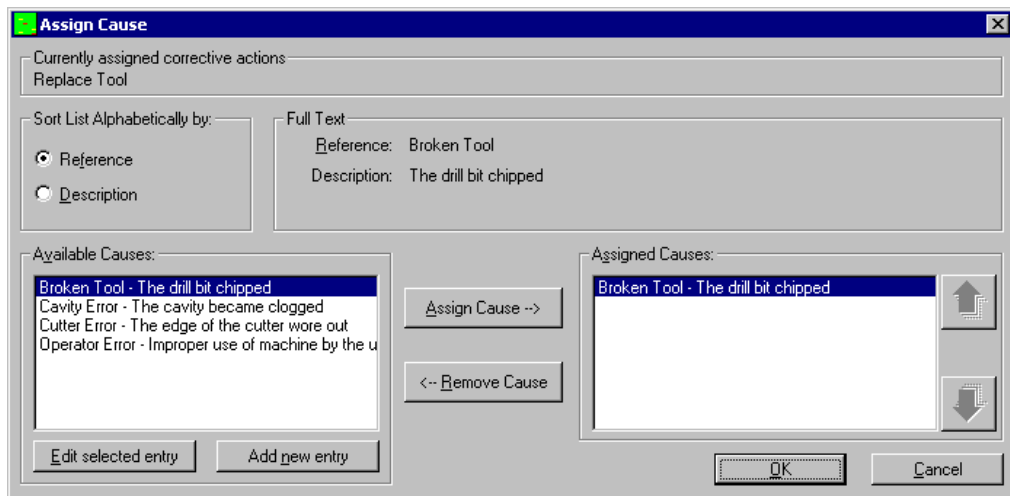 Assign Cause
Currently assigned corrective actions
Replace Tool
Sort List Alphabetically by:
Reference
Description
Full Text
Reference: Broken Tool
Description: The drill bit chipped
Available Causes:
Broken Tool - The drill bit chipped
Cavity Error - The cavity became clogged
Cutter Error - The edge of the cutter wore out
Operator Error - Improper use of machine by the u
Edit selected entry
Add new entry
Assign Cause -->
<-- Remove Cause
Assigned Causes:
Broken Tool - The drill bit chipped
OK
Cancel